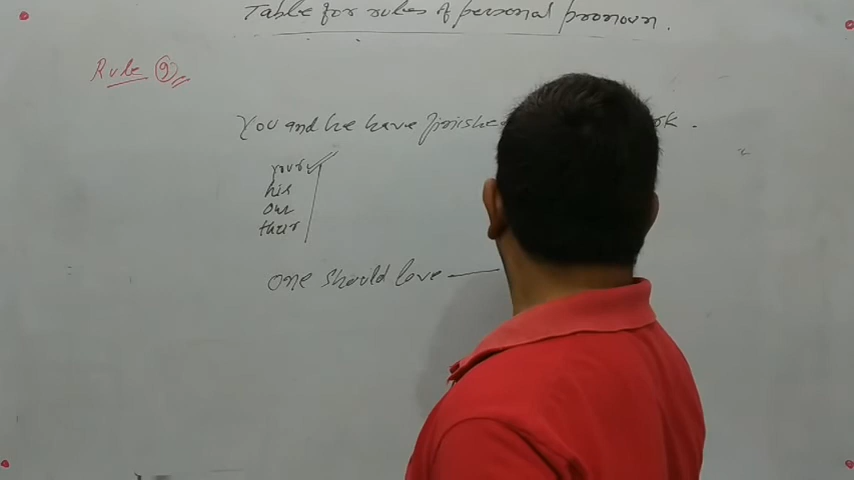 Table for rules of personal pronoun.
Rule 9
You and he have finishe
your ✓
his
our
their
One should love —